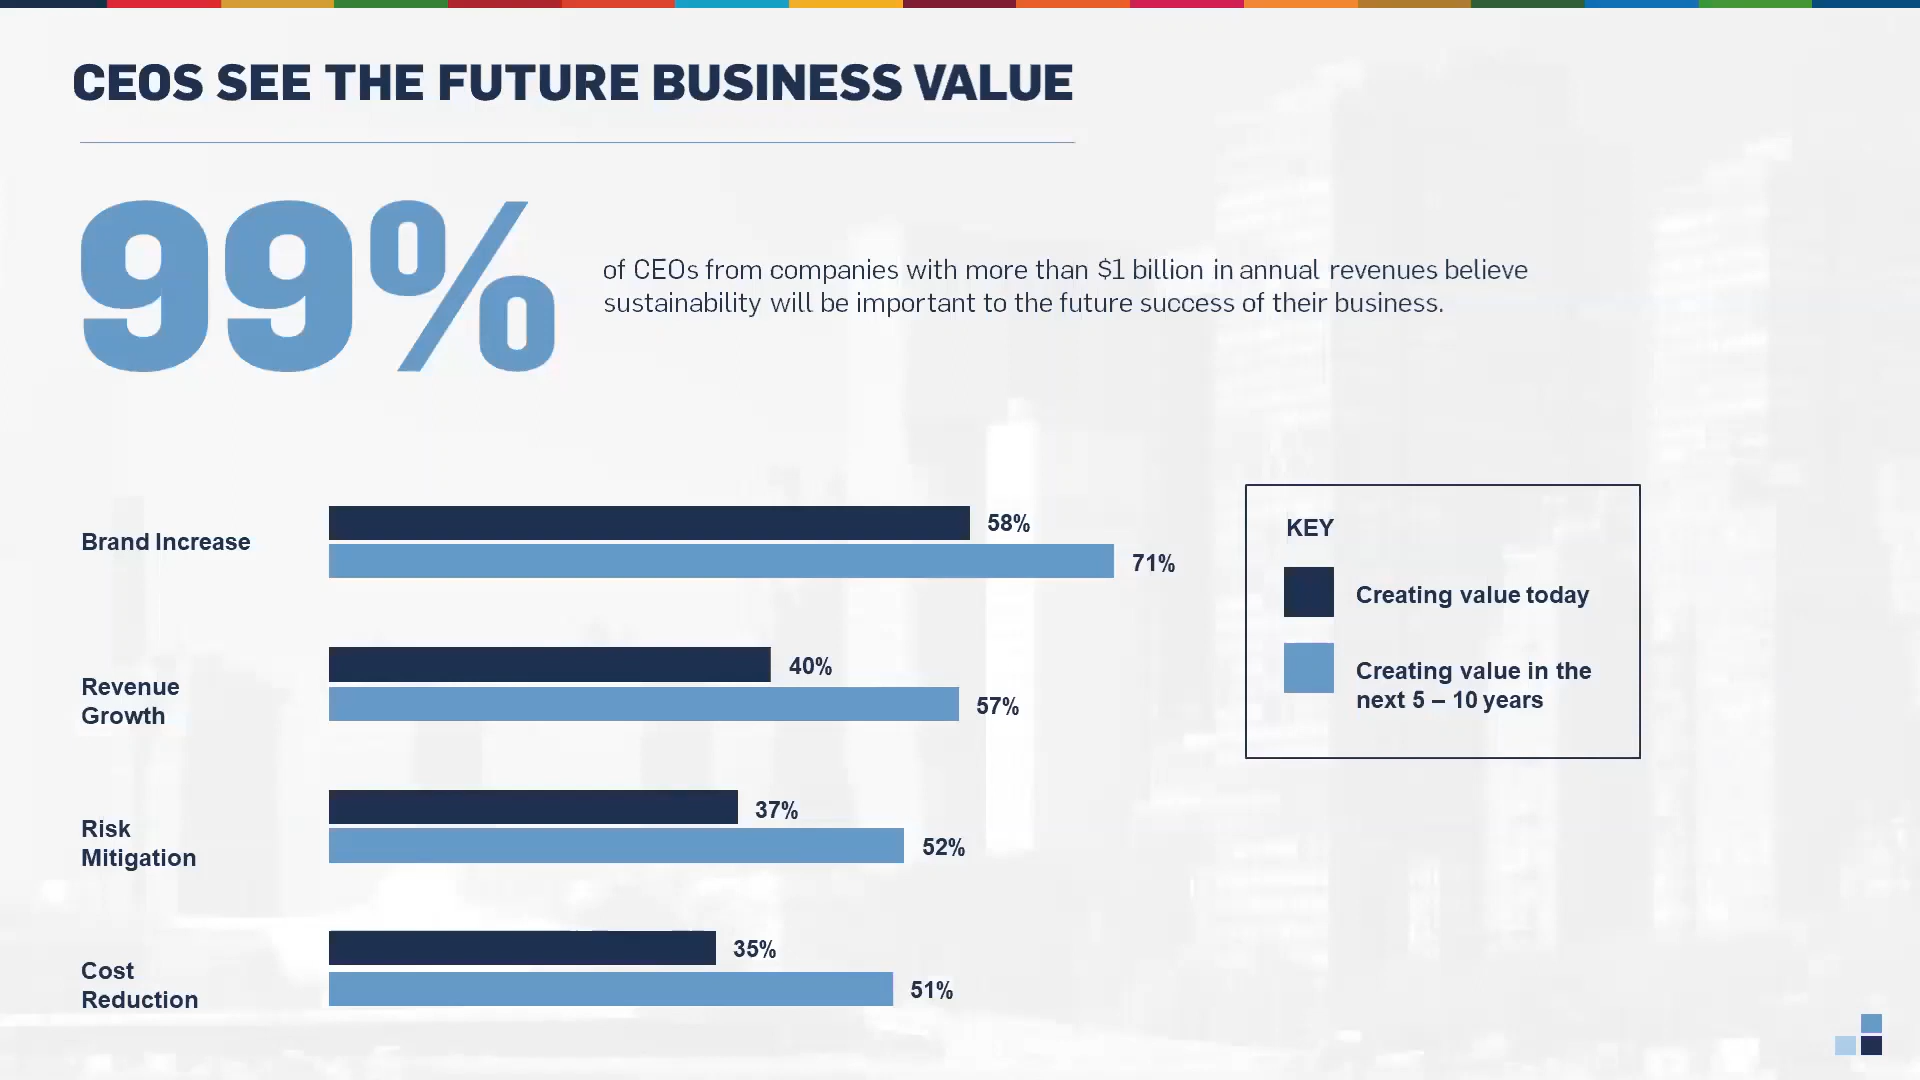 CEOS SEE THE FUTURE BUSINESS VALUE
99%
of CEOs from companies with more than $1 billion in annual revenues believe
sustainability will be important to the future success of their business.
Brand Increase
58%
71%
Revenue
Growth
40%
57%
Risk
Mitigation
37%
52%
Cost
Reduction
35%
51%
KEY
Creating value today
Creating value in the
next 5 – 10 years